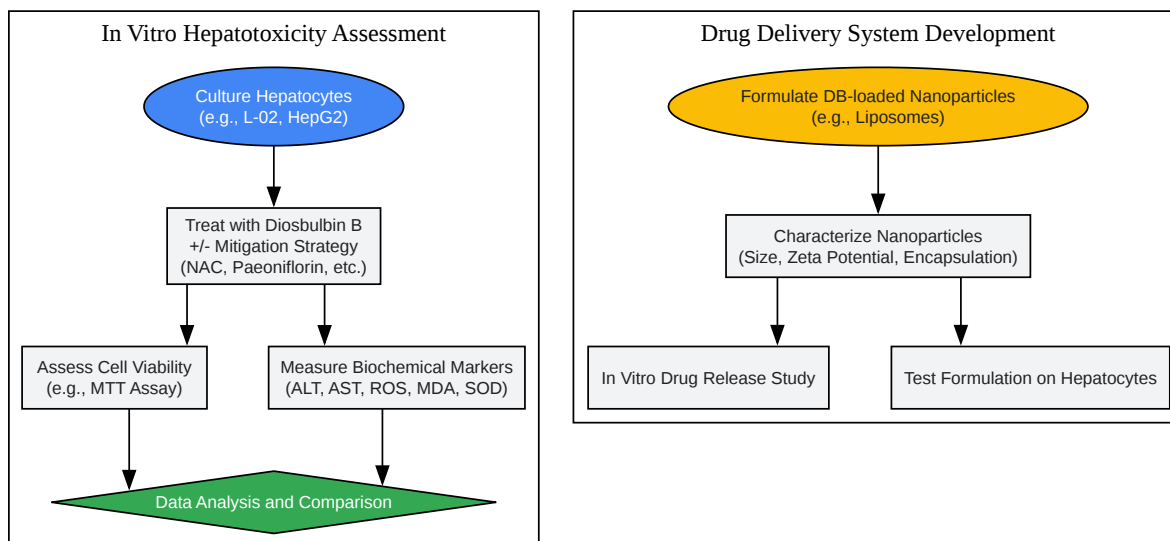 In Vitro Hepatotoxicity Assessment
Culture Hepatocytes
(e.g., L-02, HepG2)
Treat with Diosbulbin B
+/- Mitigation Strategy
(NAC, Paeoniflorin, etc.)
Assess Cell Viability
(e.g., MTT Assay)
Measure Biochemical Markers
(ALT, AST, ROS, MDA, SOD)
Data Analysis and Comparison
Drug Delivery System Development
Formulate DB-loaded Nanoparticles
(e.g., Liposomes)
Characterize Nanoparticles
(Size, Zeta Potential, Encapsulation)
In Vitro Drug Release Study
Test Formulation on Hepatocytes